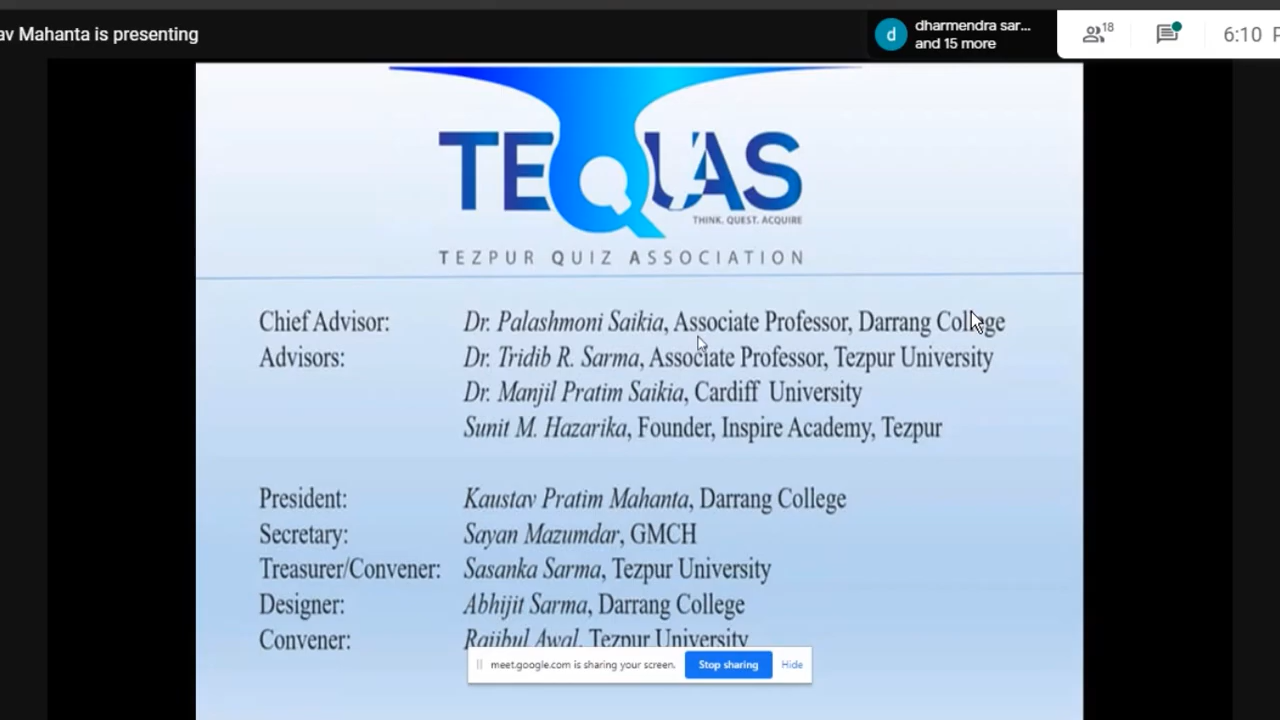 av Mahanta is presenting
dharmendra sar...
and 15 more
18
6:10 P
d
TEQUAS
THINK. QUEST. ACQUIRE
TEZPUR QUIZ ASSOCIATION
Chief Advisor: Dr. Palashmoni Saikia, Associate Professor, Darrang College
Advisors: Dr. Tridib R. Sarma, Associate Professor, Tezpur University
Dr. Manjil Pratim Saikia, Cardiff University
Sunit M. Hazarika, Founder, Inspire Academy, Tezpur
President: Kaustav Pratim Mahanta, Darrang College
Secretary: Sayan Mazumdar, GMCH
Treasurer/Convener: Sasanka Sarma, Tezpur University
Designer: Abhijit Sarma, Darrang College
Convener: Rajibul Awal, Tezpur University
meet.google.com is sharing your screen. Stop sharing Hide